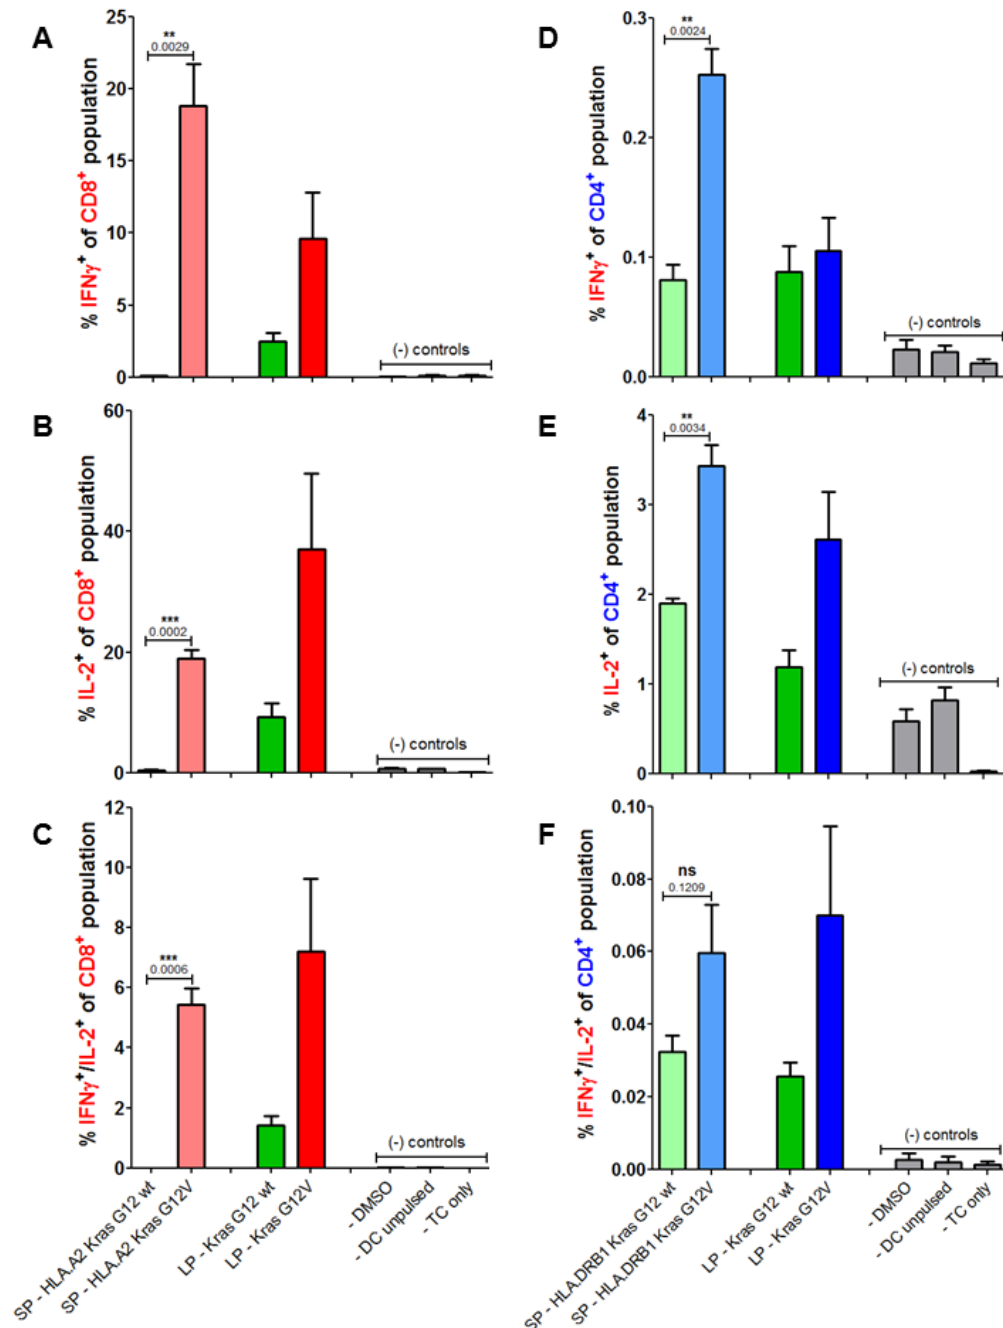 A
% IFNγ⁺ of CD8⁺ population
25
20
15
10
5
0
**
0.0029
(-) controls
D
% IFNγ⁺ of CD4⁺ population
0.3
0.2
0.1
0.0
**
0.0024
(-) controls
B
% IL-2⁺ of CD8⁺ population
60
40
20
0
***
0.0002
(-) controls
E
% IL-2⁺ of CD4⁺ population
4
3
2
1
0
**
0.0034
(-) controls
C
% IFNγ⁺/IL-2⁺ of CD8⁺ population
12
10
8
6
4
2
0
***
0.0006
(-) controls
SP - HLA.A2 Kras G12 wt
SP - HLA.A2 Kras G12V
LP - Kras G12 wt
LP - Kras G12V
- DMSO
- DC unpulsed
- TC only
F
% IFNγ⁺/IL-2⁺ of CD4⁺ population
0.10
0.08
0.06
0.04
0.02
0.00
ns
0.1209
(-) controls
SP - HLA.DRB1 Kras G12 wt
SP - HLA.DRB1 Kras G12V
LP - Kras G12 wt
LP - Kras G12V
- DMSO
- DC unpulsed
- TC only